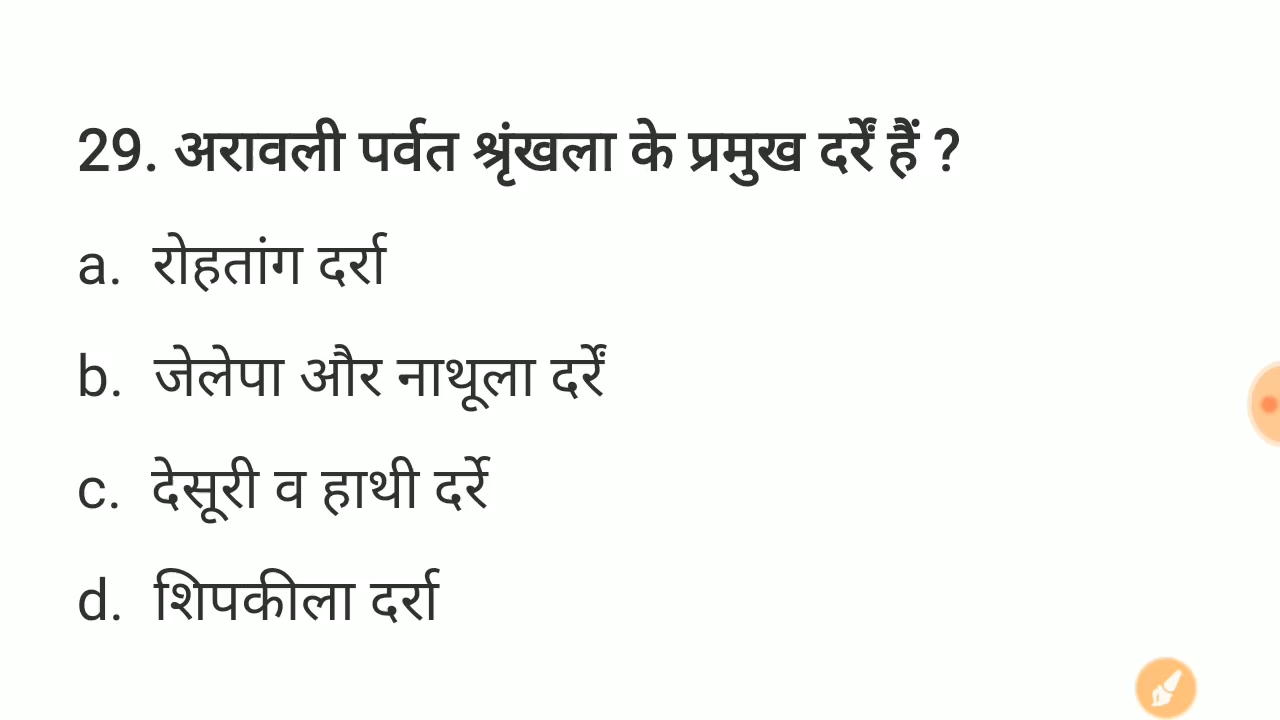 29. अरावली पर्वत श्रृंखला के प्रमुख दर्रें हैं ?
a. रोहतांग दर्रा
b. जेलेपा और नाथूला दर्रें
c. देसूरी व हाथी दर्रे
d. शिपकीला दर्रा